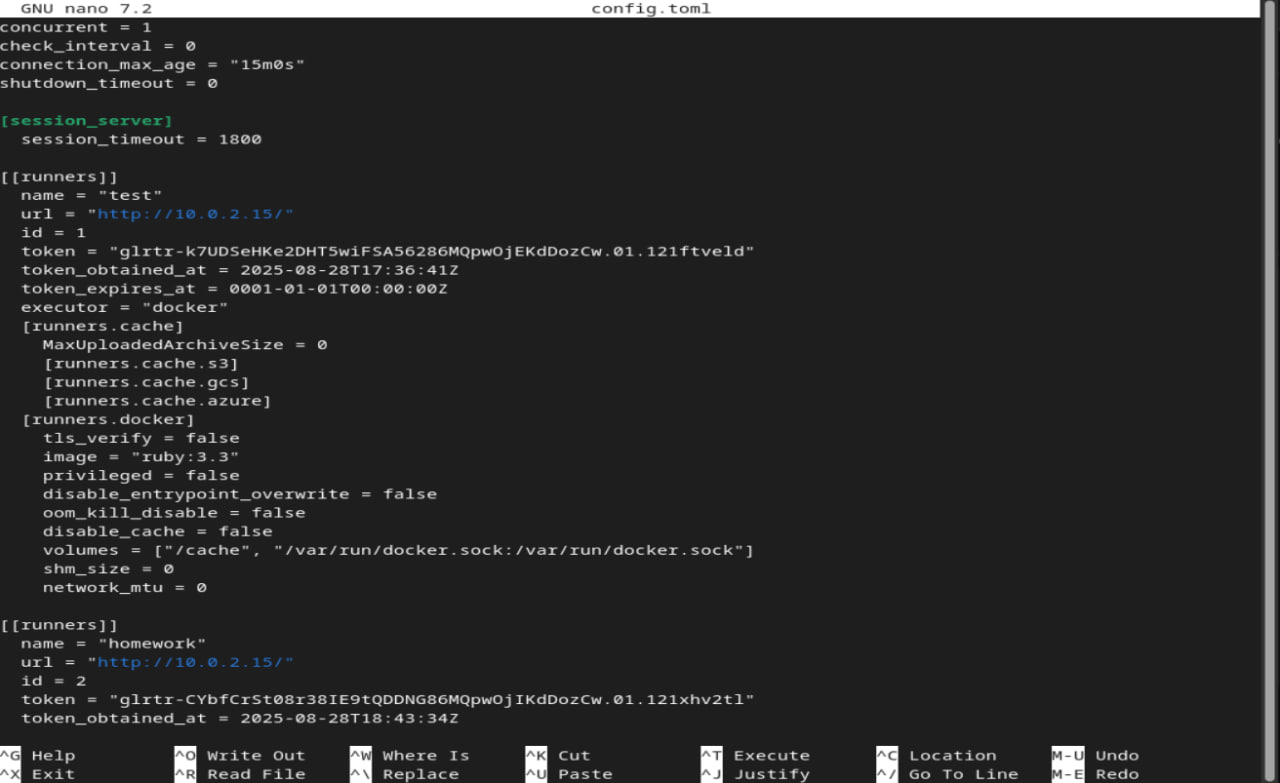 GNU nano 7.2 config.toml
concurrent = 1
check_interval = 0
connection_max_age = "15m0s"
shutdown_timeout = 0

[session_server]
  session_timeout = 1800

[[runners]]
  name = "test"
  url = "http://10.0.2.15/"
  id = 1
  token = "glrtr-k7UDSeHKe2DHT5wiFSA56286MQpwOjEKdDozCw.01.121ftveld"
  token_obtained_at = 2025-08-28T17:36:41Z
  token_expires_at = 0001-01-01T00:00:00Z
  executor = "docker"
  [runners.cache]
    MaxUploadedArchiveSize = 0
    [runners.cache.s3]
    [runners.cache.gcs]
    [runners.cache.azure]
  [runners.docker]
    tls_verify = false
    image = "ruby:3.3"
    privileged = false
    disable_entrypoint_overwrite = false
    oom_kill_disable = false
    disable_cache = false
    volumes = ["/cache", "/var/run/docker.sock:/var/run/docker.sock"]
    shm_size = 0
    network_mtu = 0

[[runners]]
  name = "homework"
  url = "http://10.0.2.15/"
  id = 2
  token = "glrtr-CYbfCrSt08r38IE9tQDDNG86MQpwOjIKdDozCw.01.121xhv2tl"
  token_obtained_at = 2025-08-28T18:43:34Z

^G Help ^O Write Out ^W Where Is ^K Cut ^T Execute ^C Location M-U Undo
^X Exit ^R Read File ^\ Replace ^U Paste ^J Justify ^/ Go To Line M-E Redo